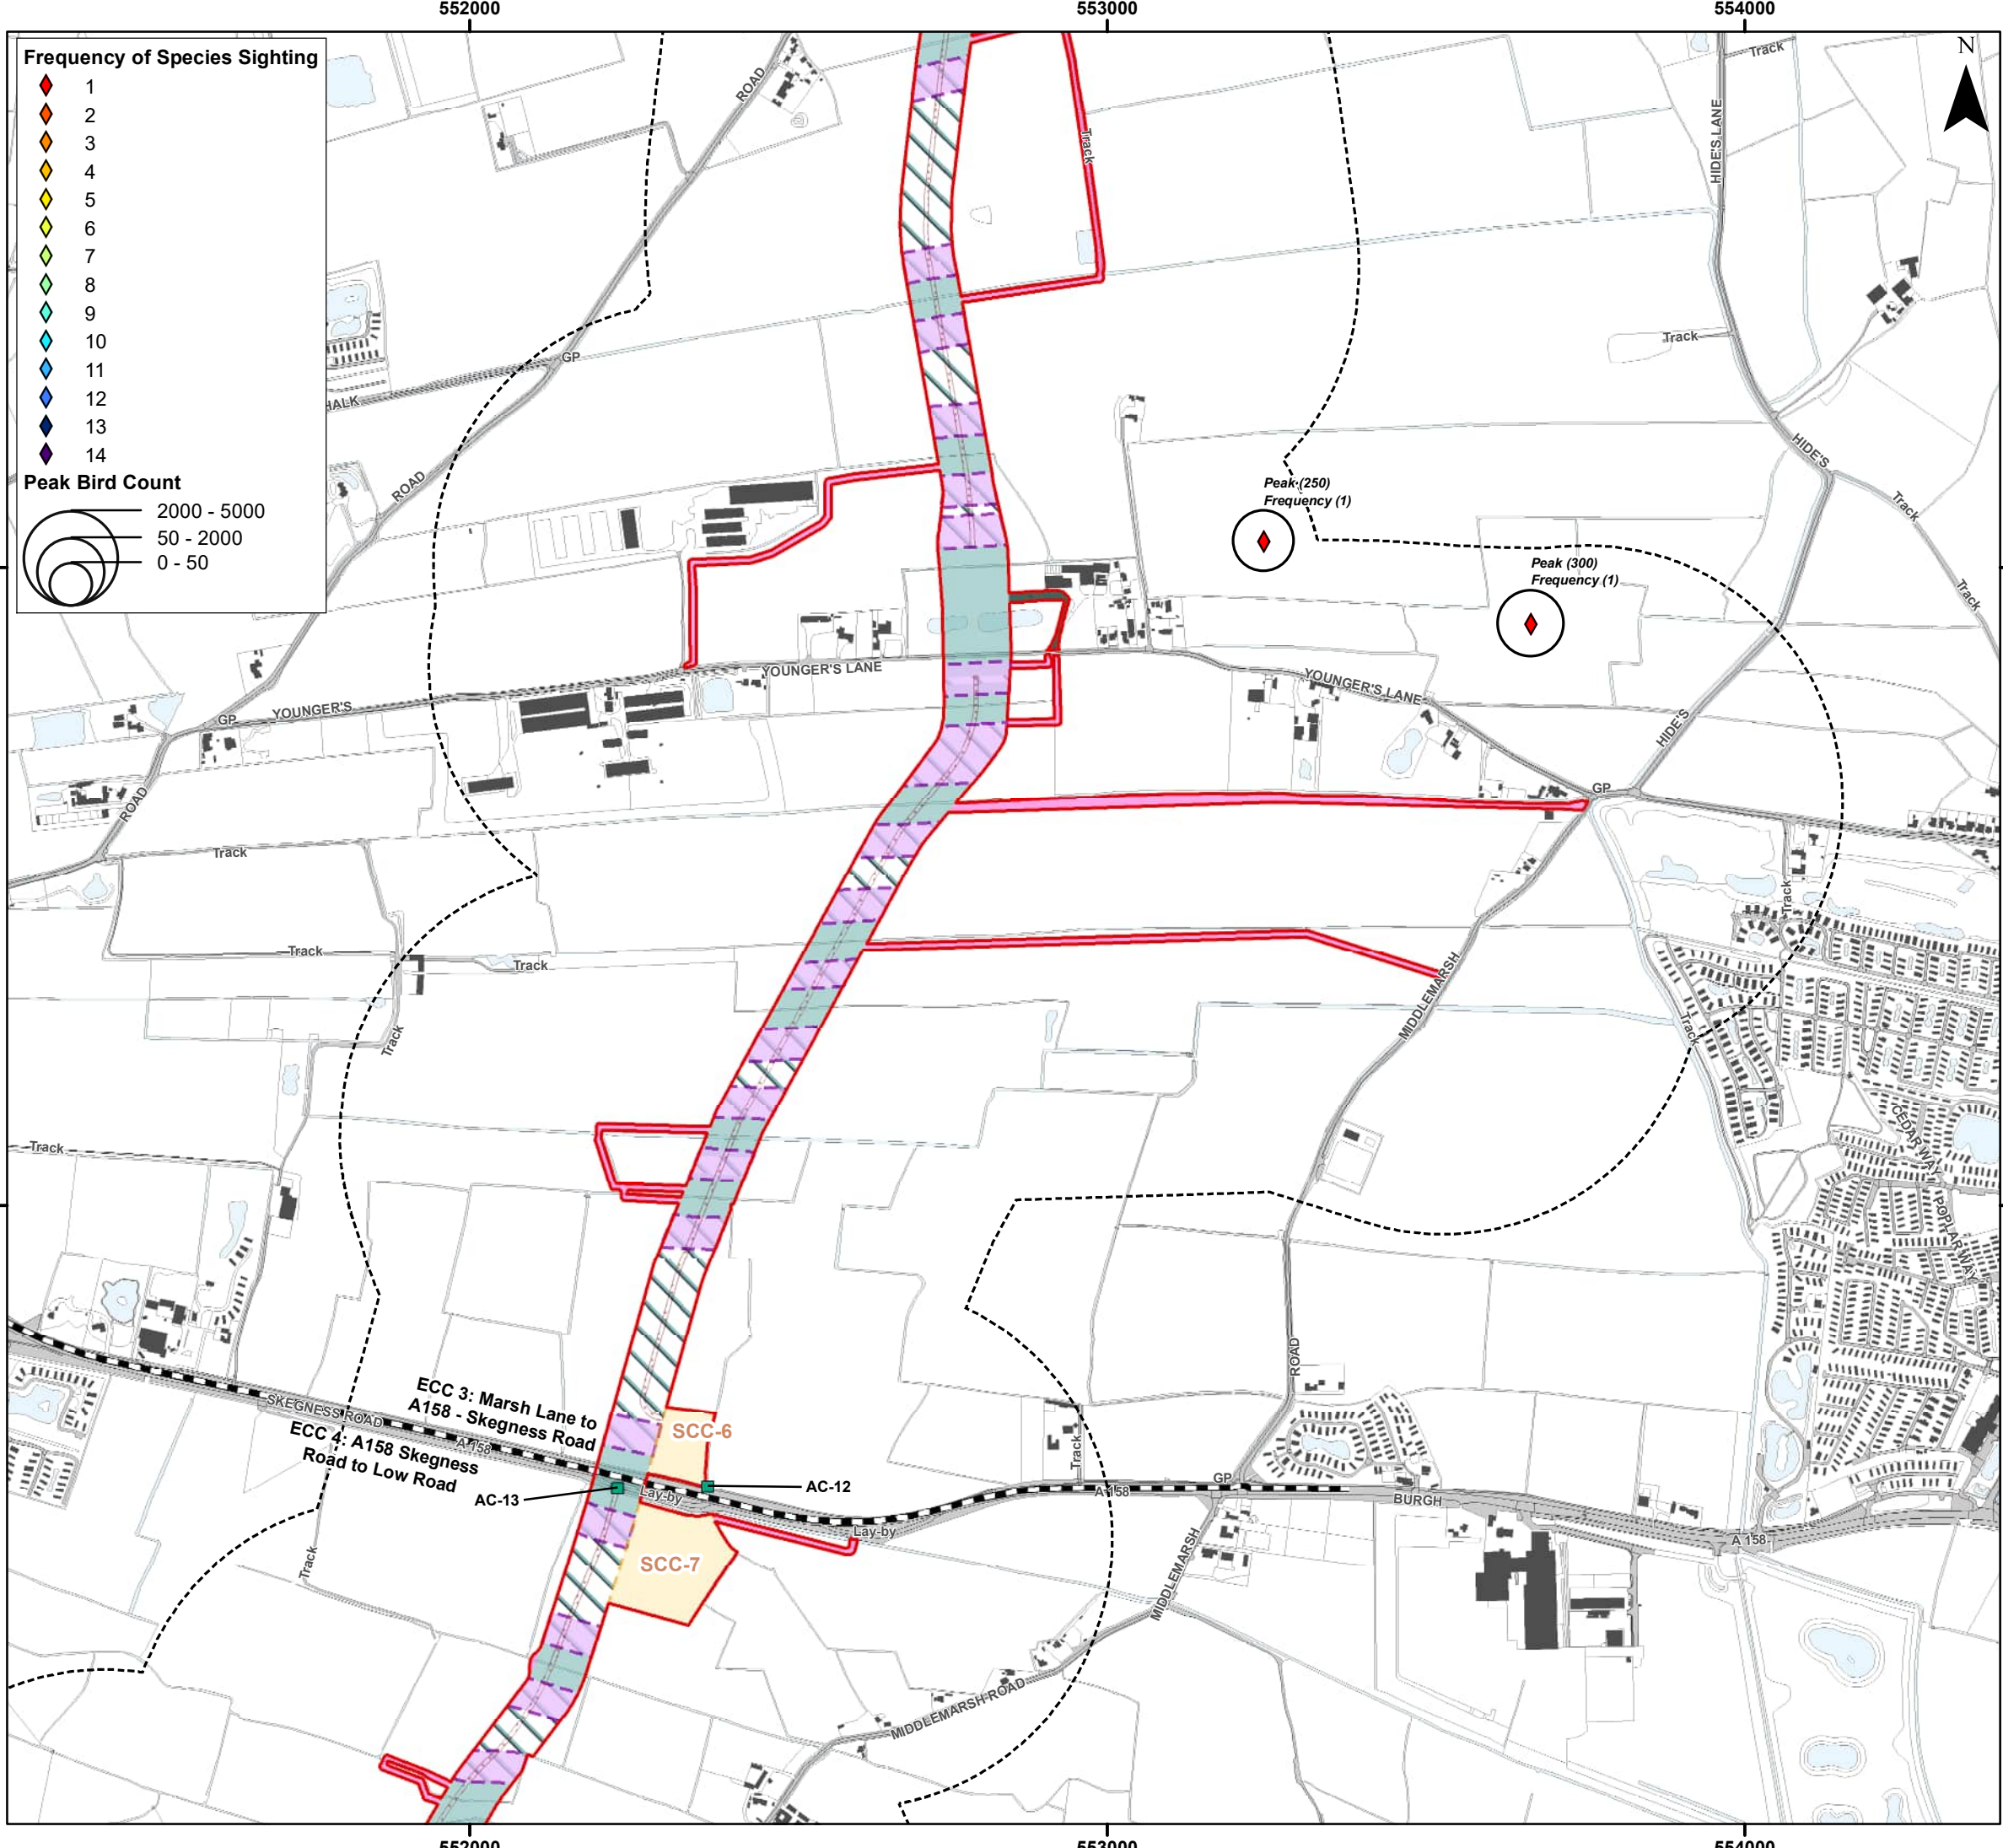 552000
553000
554000
Frequency of Species Sighting
1
2
3
4
5
6
7
8
9
10
11
12
13
14
Peak Bird Count
2000 - 5000
50 - 2000
0 - 50
N
ROAD
Track
Track
HIDE'S LANE
Track
GP
HALK
ROAD
HIDE'S
Track
Track
Peak (250)
Frequency (1)
Peak (300)
Frequency (1)
YOUNGER'S LANE
YOUNGER'S LANE
GP
YOUNGER'S
HIDE'S
ROAD
GP
Track
Track
Track
Track
MIDDLEMARSH
Track
Track
Track
CEDAR WAY
POPLAR WAY
ROAD
ECC 3: Marsh Lane to
A158 - Skegness Road
SKEGNESS ROAD
A 158
ECC 4: A158 Skegness
Road to Low Road
SCC-6
AC-12
AC-13
Lay-by
Lay-by
Track
GP
A 158
BURGH
A 158
SCC-7
Track
MIDDLEMARSH
MIDDLEMARSH ROAD
552000
553000
554000